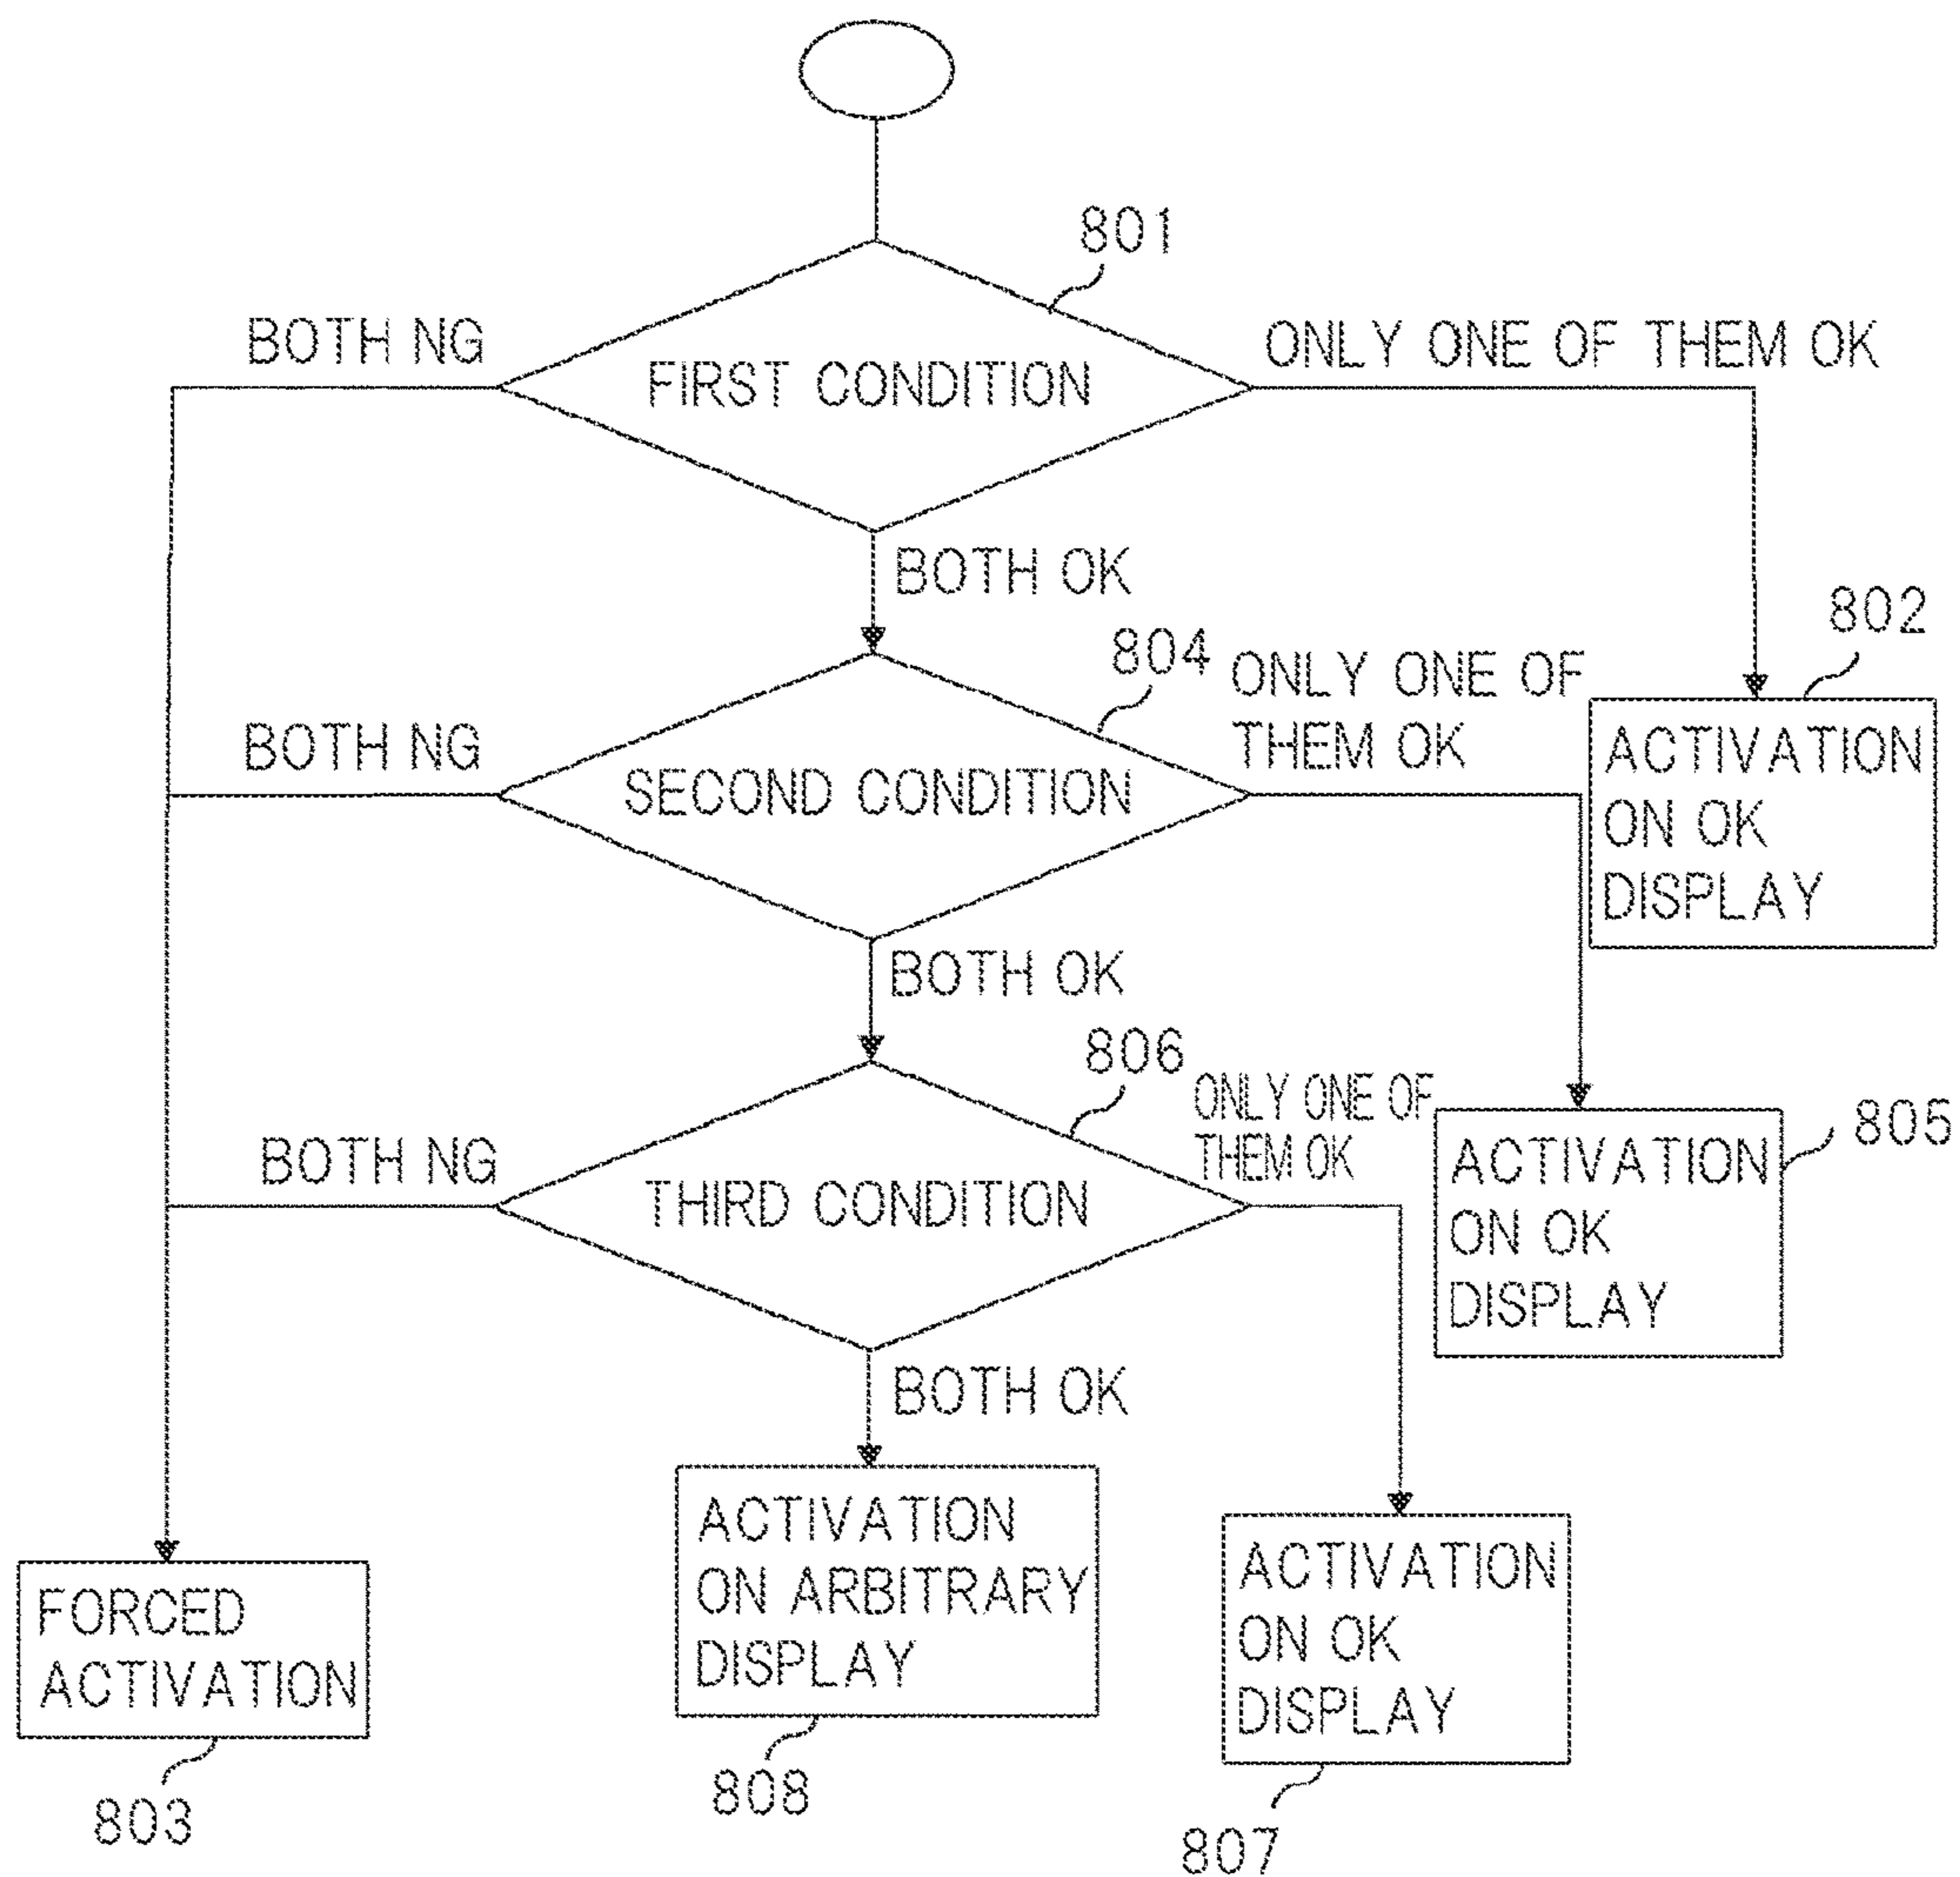 801
BOTH NG
ONLY ONE OF THEM OK
FIRST CONDITION
BOTH OK
802
804
ONLY ONE OF
THEM OK
BOTH NG
SECOND CONDITION
ACTIVATION
ON OK
DISPLAY
BOTH OK
806
ONLY ONE OF
THEM OK
805
BOTH NG
THIRD CONDITION
ACTIVATION
ON OK
DISPLAY
BOTH OK
ACTIVATION
ON ARBITRARY
DISPLAY
ACTIVATION
ON OK
DISPLAY
FORCED
ACTIVATION
803
808
807